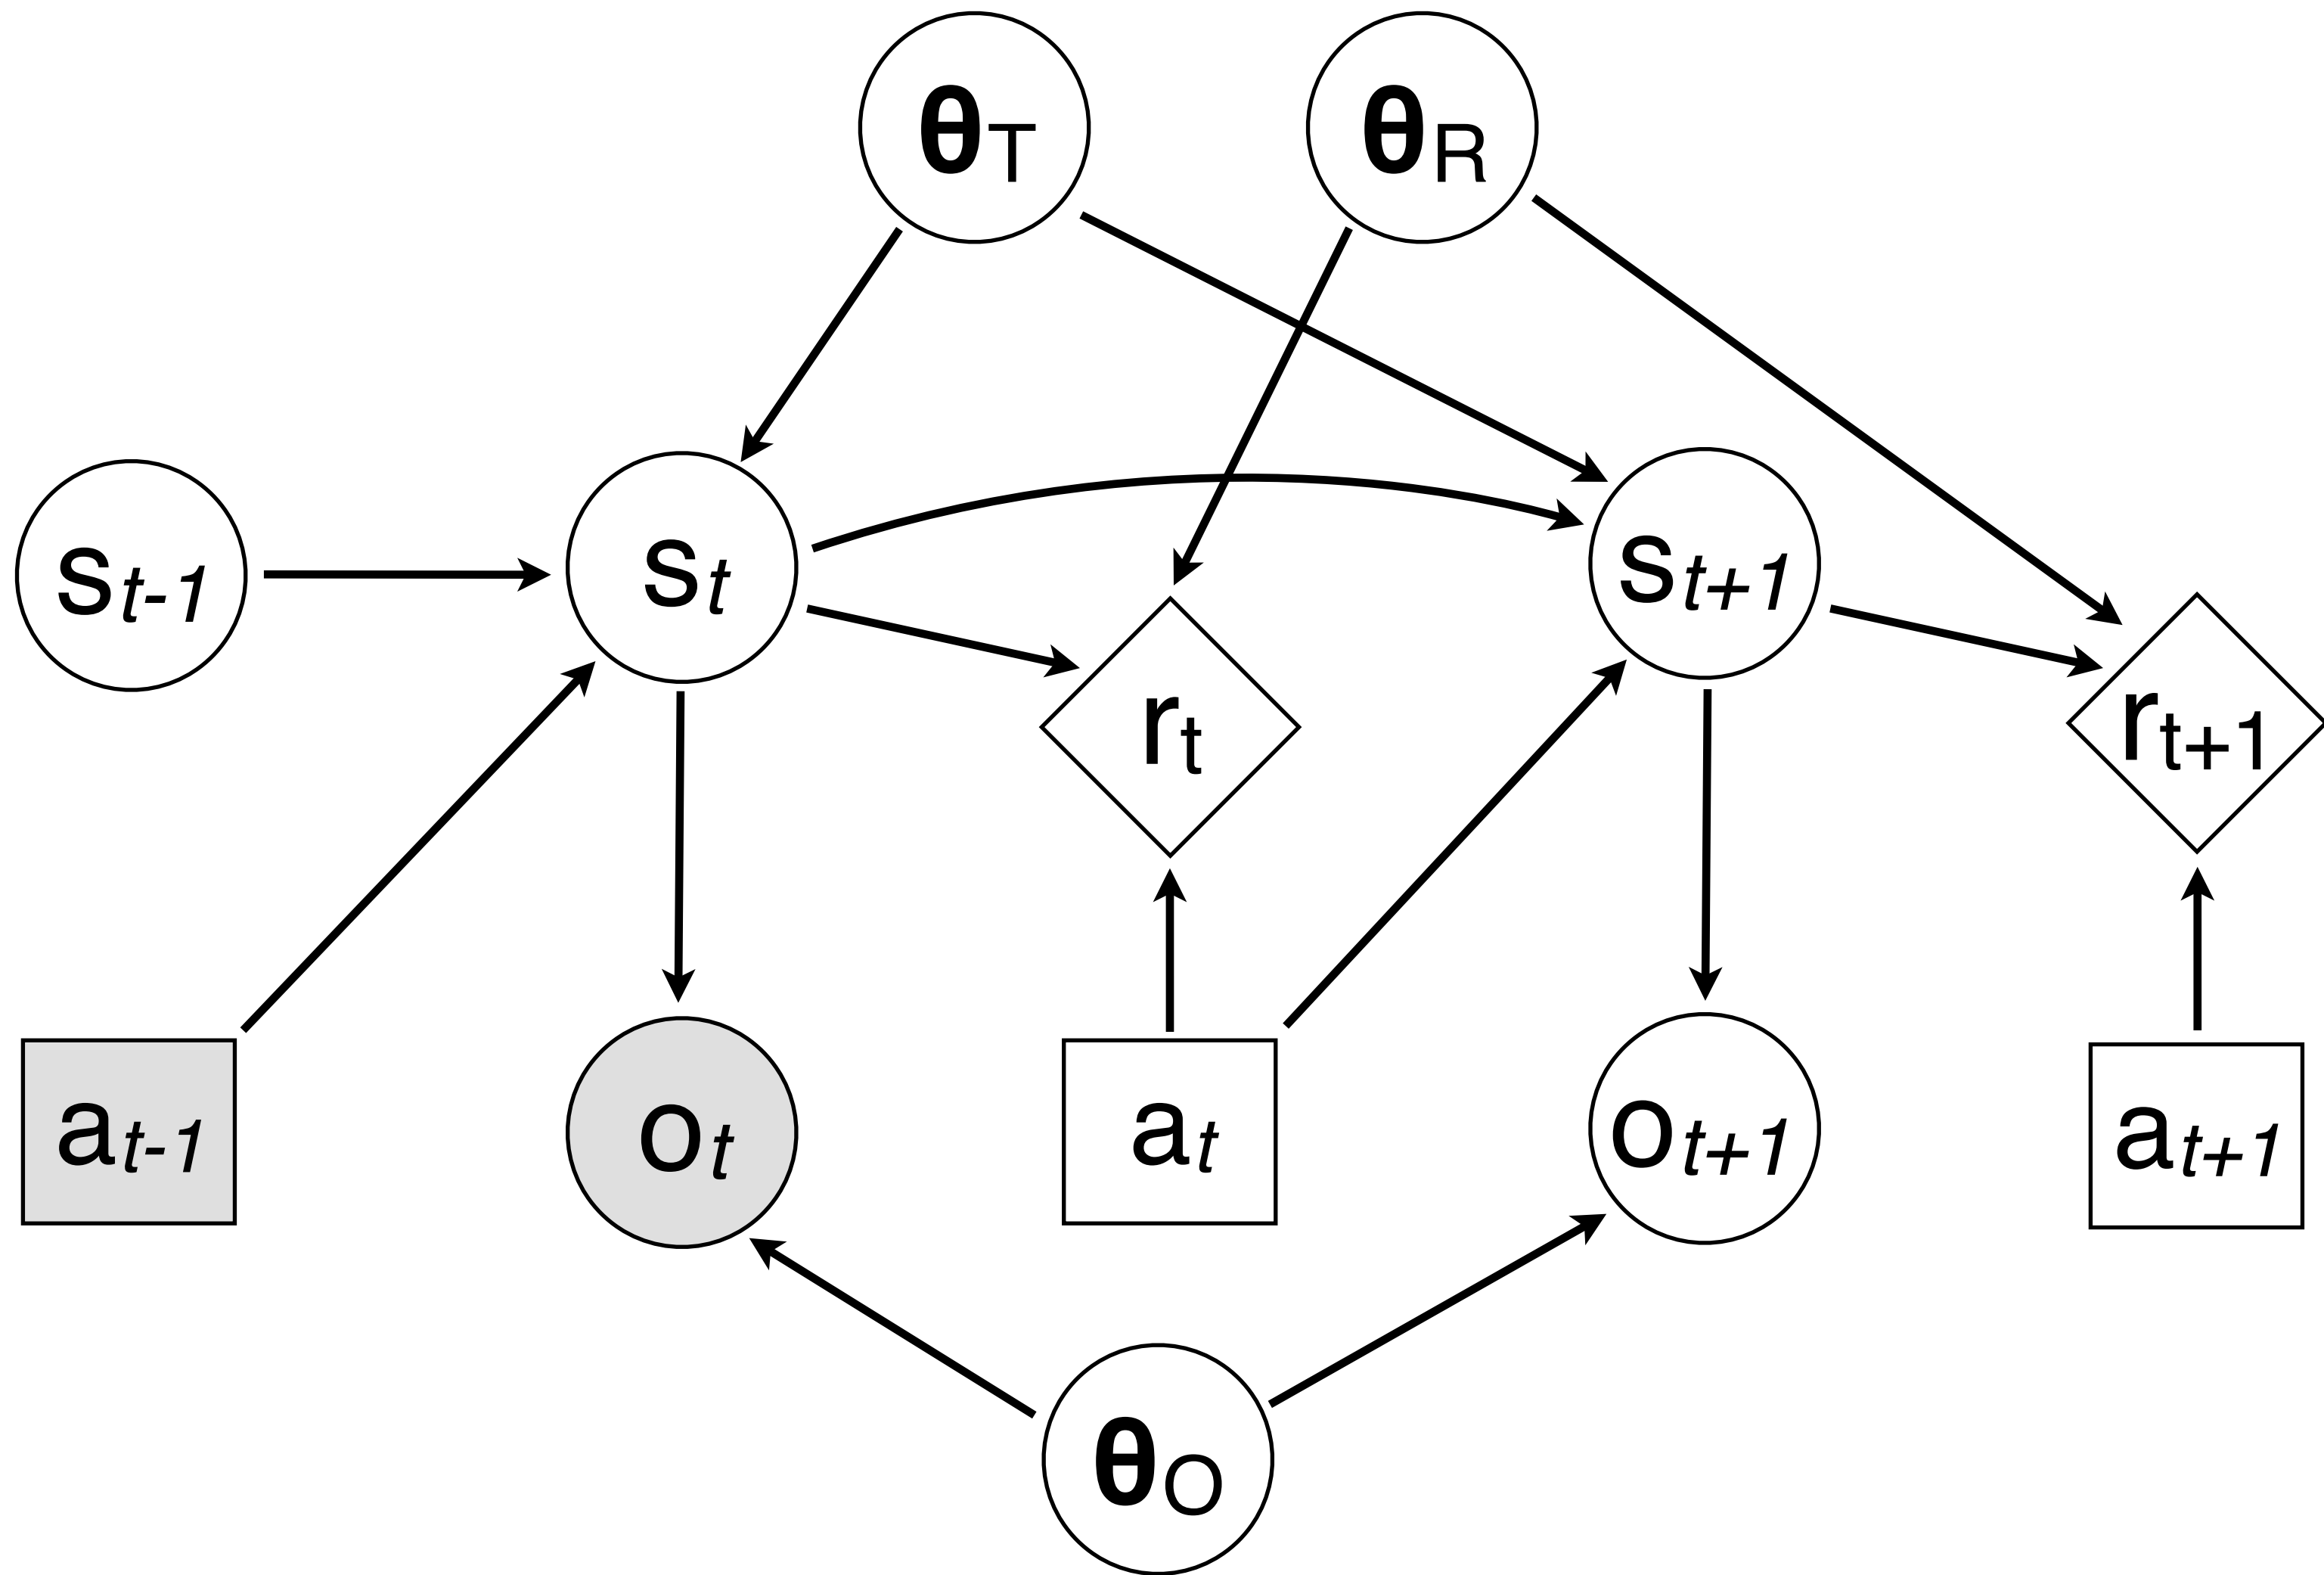 θT
θR
st-1
st
st+1
rt
rt+1
at-1
ot
at
ot+1
at+1
θO